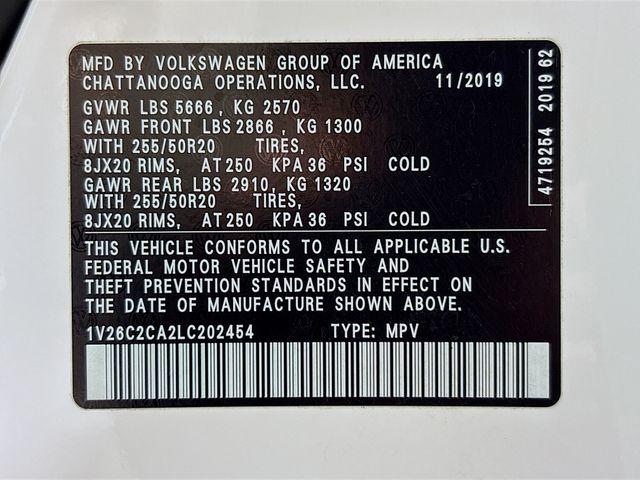 MFD BY VOLKSWAGEN GROUP OF AMERICA
CHATTANOOGA OPERATIONS, LLC. 11/2019
GVWR LBS 5666 , KG 2570
GAWR FRONT LBS 2866 , KG 1300
WITH 255/50R20 TIRES,
8JX20 RIMS, AT 250 KPA 36 PSI COLD
GAWR REAR LBS 2910, KG 1320
WITH 255/50R20 TIRES,
8JX20 RIMS, AT 250 KPA 36 PSI COLD
THIS VEHICLE CONFORMS TO ALL APPLICABLE U.S.
FEDERAL MOTOR VEHICLE SAFETY AND
THEFT PREVENTION STANDARDS IN EFFECT ON
THE DATE OF MANUFACTURE SHOWN ABOVE.
1V26C2CA2LC202454 TYPE: MPV
4719254 2019 62